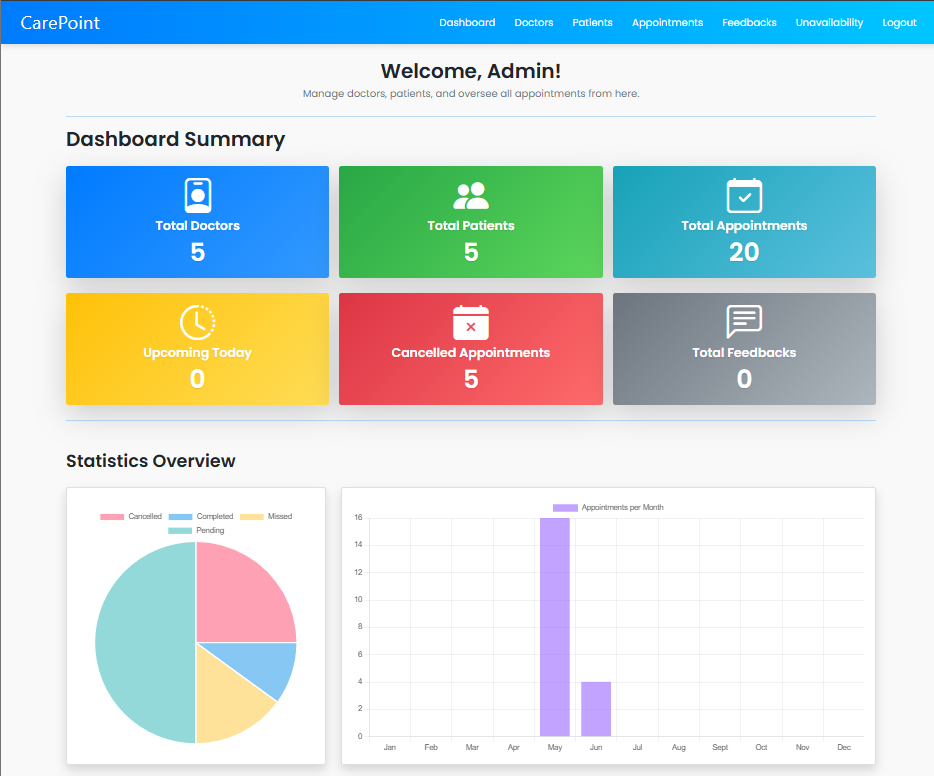 CarePoint
Dashboard Doctors Patients Appointments Feedbacks Unavailability Logout
Welcome, Admin!
Manage doctors, patients, and oversee all appointments from here.
Dashboard Summary
Total Doctors
5
Total Patients
5
Total Appointments
20
Upcoming Today
0
Cancelled Appointments
5
Total Feedbacks
0
Statistics Overview
Cancelled Completed Missed
Pending
Appointments per Month
16
14
12
10
8
6
4
2
0
Jan Feb Mar Apr May Jun Jul Aug Sept Oct Nov Dec